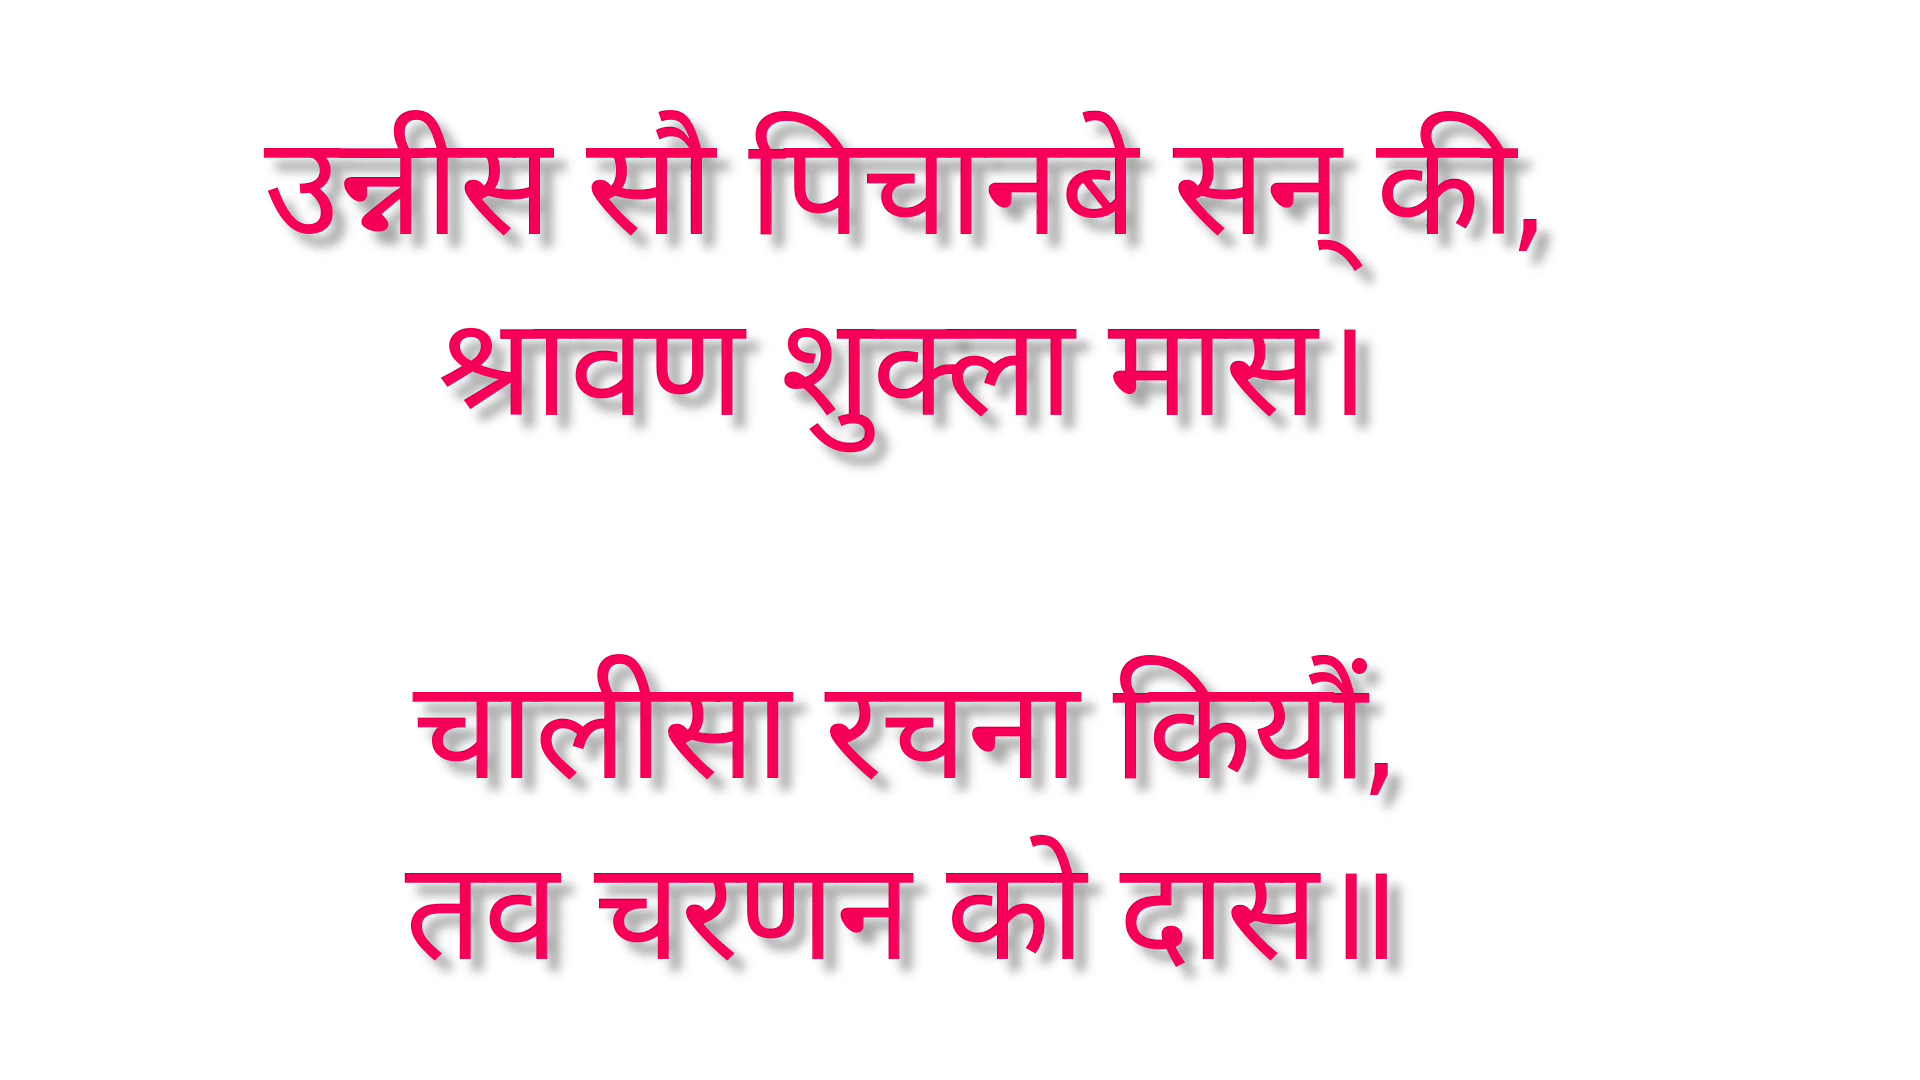 उन्नीस सौ पिचानबे सन् की,
श्रावण शुक्ला मास।
चालीसा रचना कियौं,
तव चरणन को दास॥